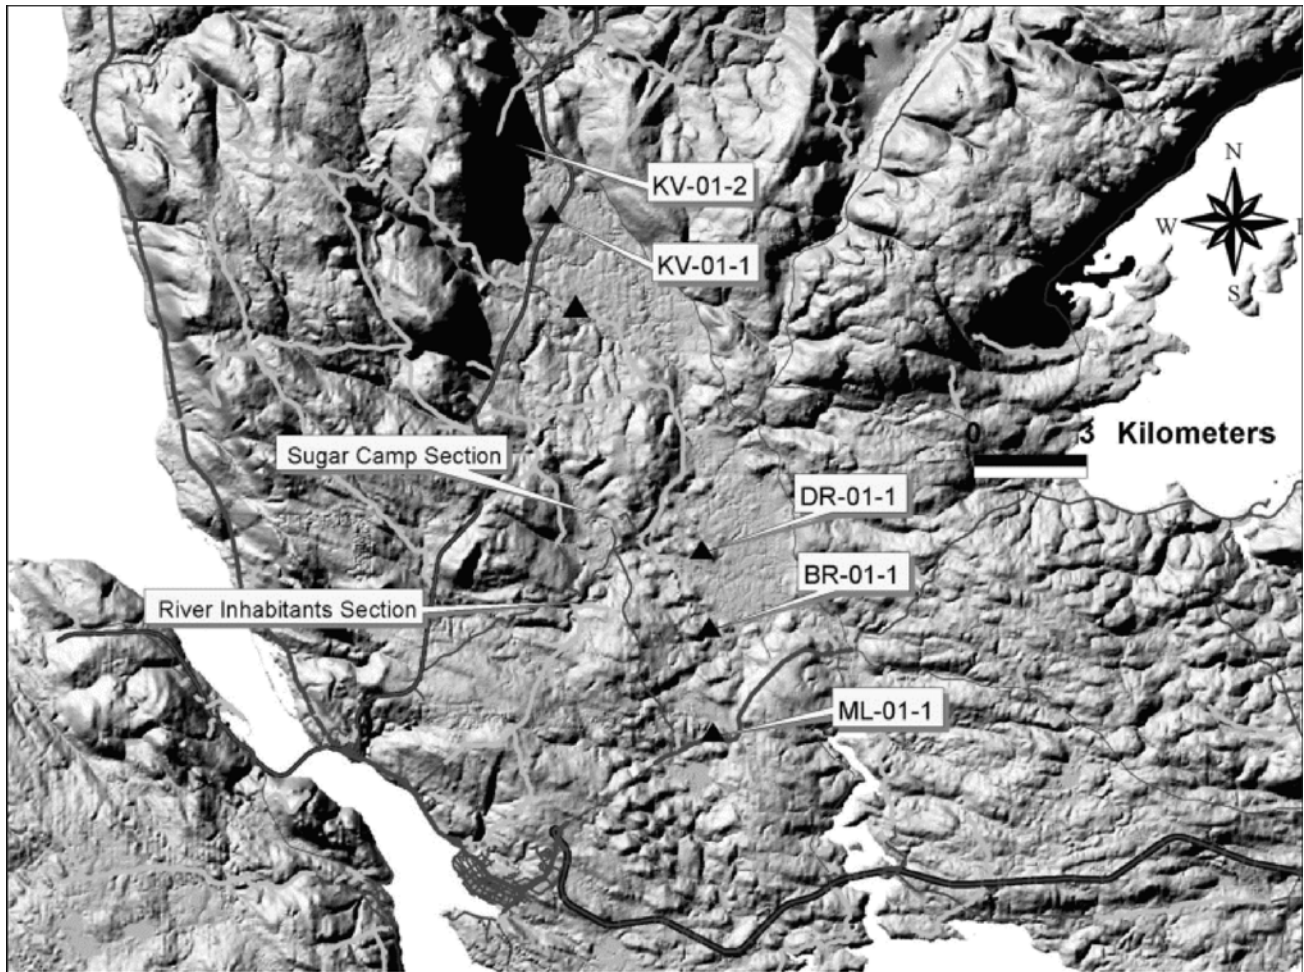 N
KV-01-2
W
KV-01-1
S
0 3 Kilometers
Sugar Camp Section
DR-01-1
BR-01-1
River Inhabitants Section
ML-01-1